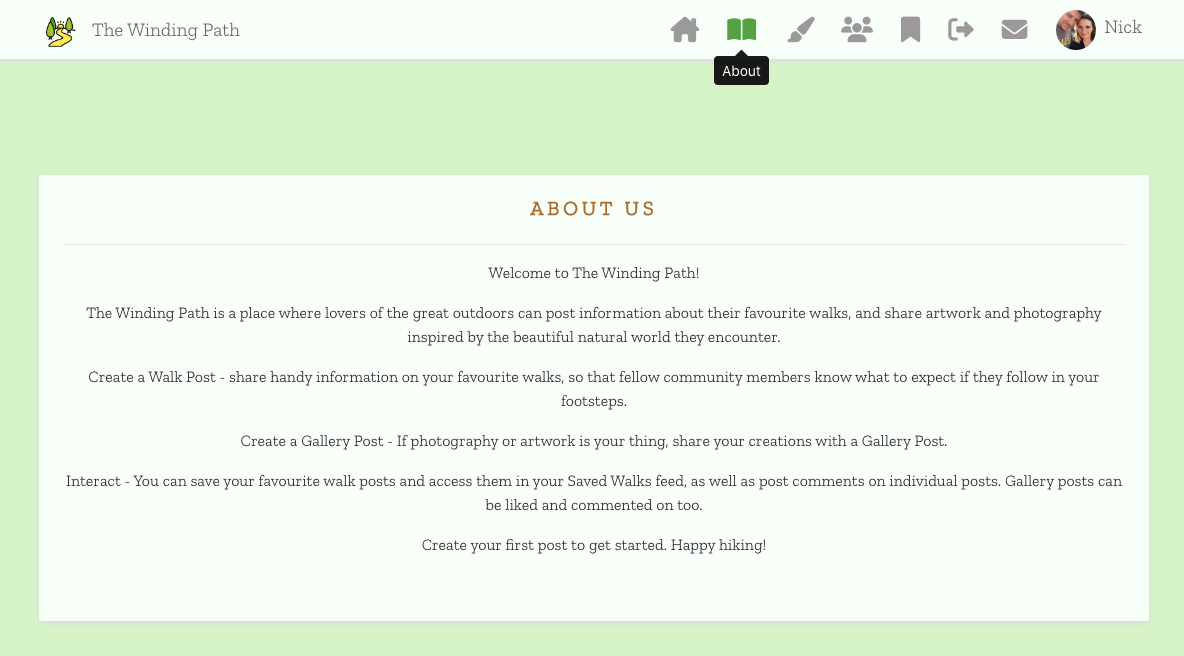 The Winding Path
Nick
About
ABOUT US
Welcome to The Winding Path!
The Winding Path is a place where lovers of the great outdoors can post information about their favourite walks, and share artwork and photography
inspired by the beautiful natural world they encounter.
Create a Walk Post - share handy information on your favourite walks, so that fellow community members know what to expect if they follow in your
footsteps.
Create a Gallery Post - If photography or artwork is your thing, share your creations with a Gallery Post.
Interact - You can save your favourite walk posts and access them in your Saved Walks feed, as well as post comments on individual posts. Gallery posts can
be liked and commented on too.
Create your first post to get started. Happy hiking!